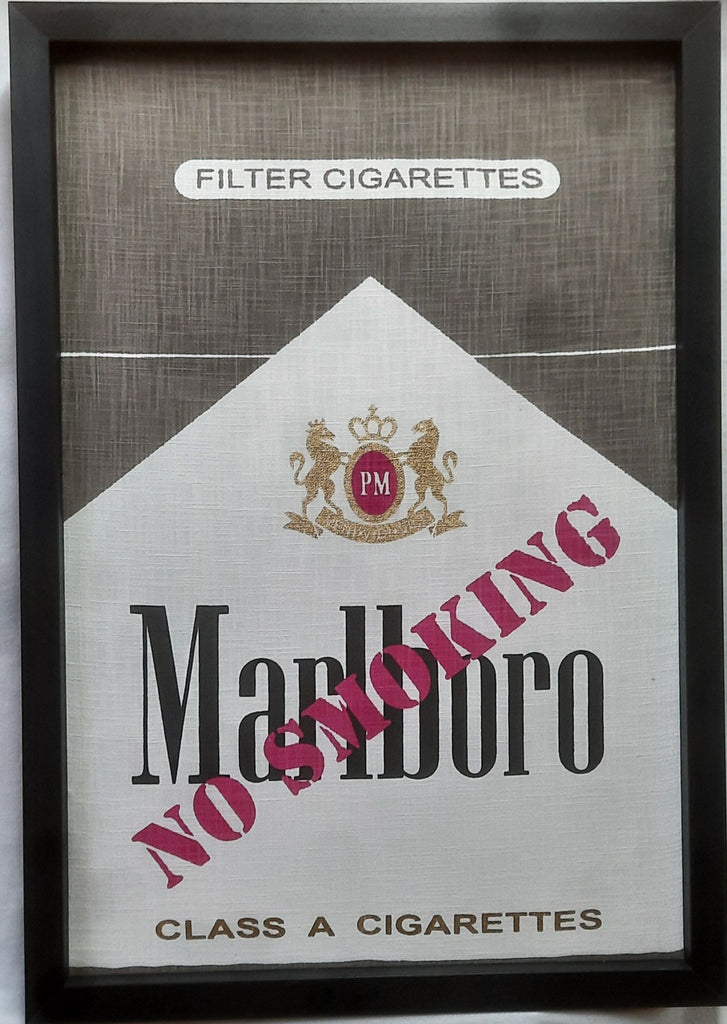 FILTER CIGARETTES
PM
Marlboro
NO SMOKING
CLASS A CIGARETTES